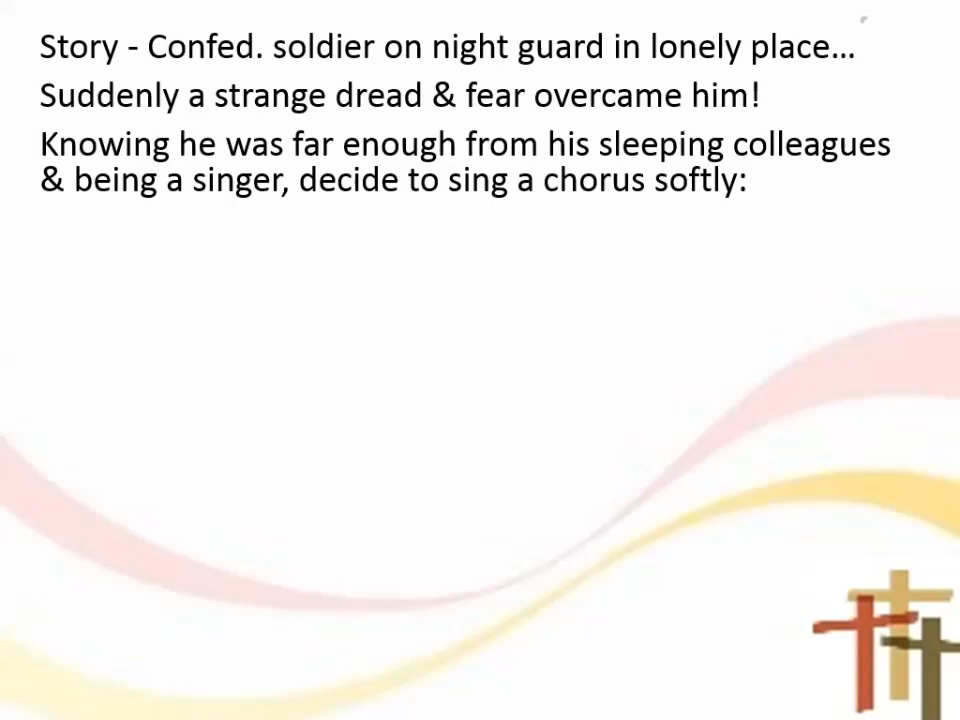 Story - Confed. soldier on night guard in lonely place…
Suddenly a strange dread & fear overcame him!
Knowing he was far enough from his sleeping colleagues
& being a singer, decide to sing a chorus softly: